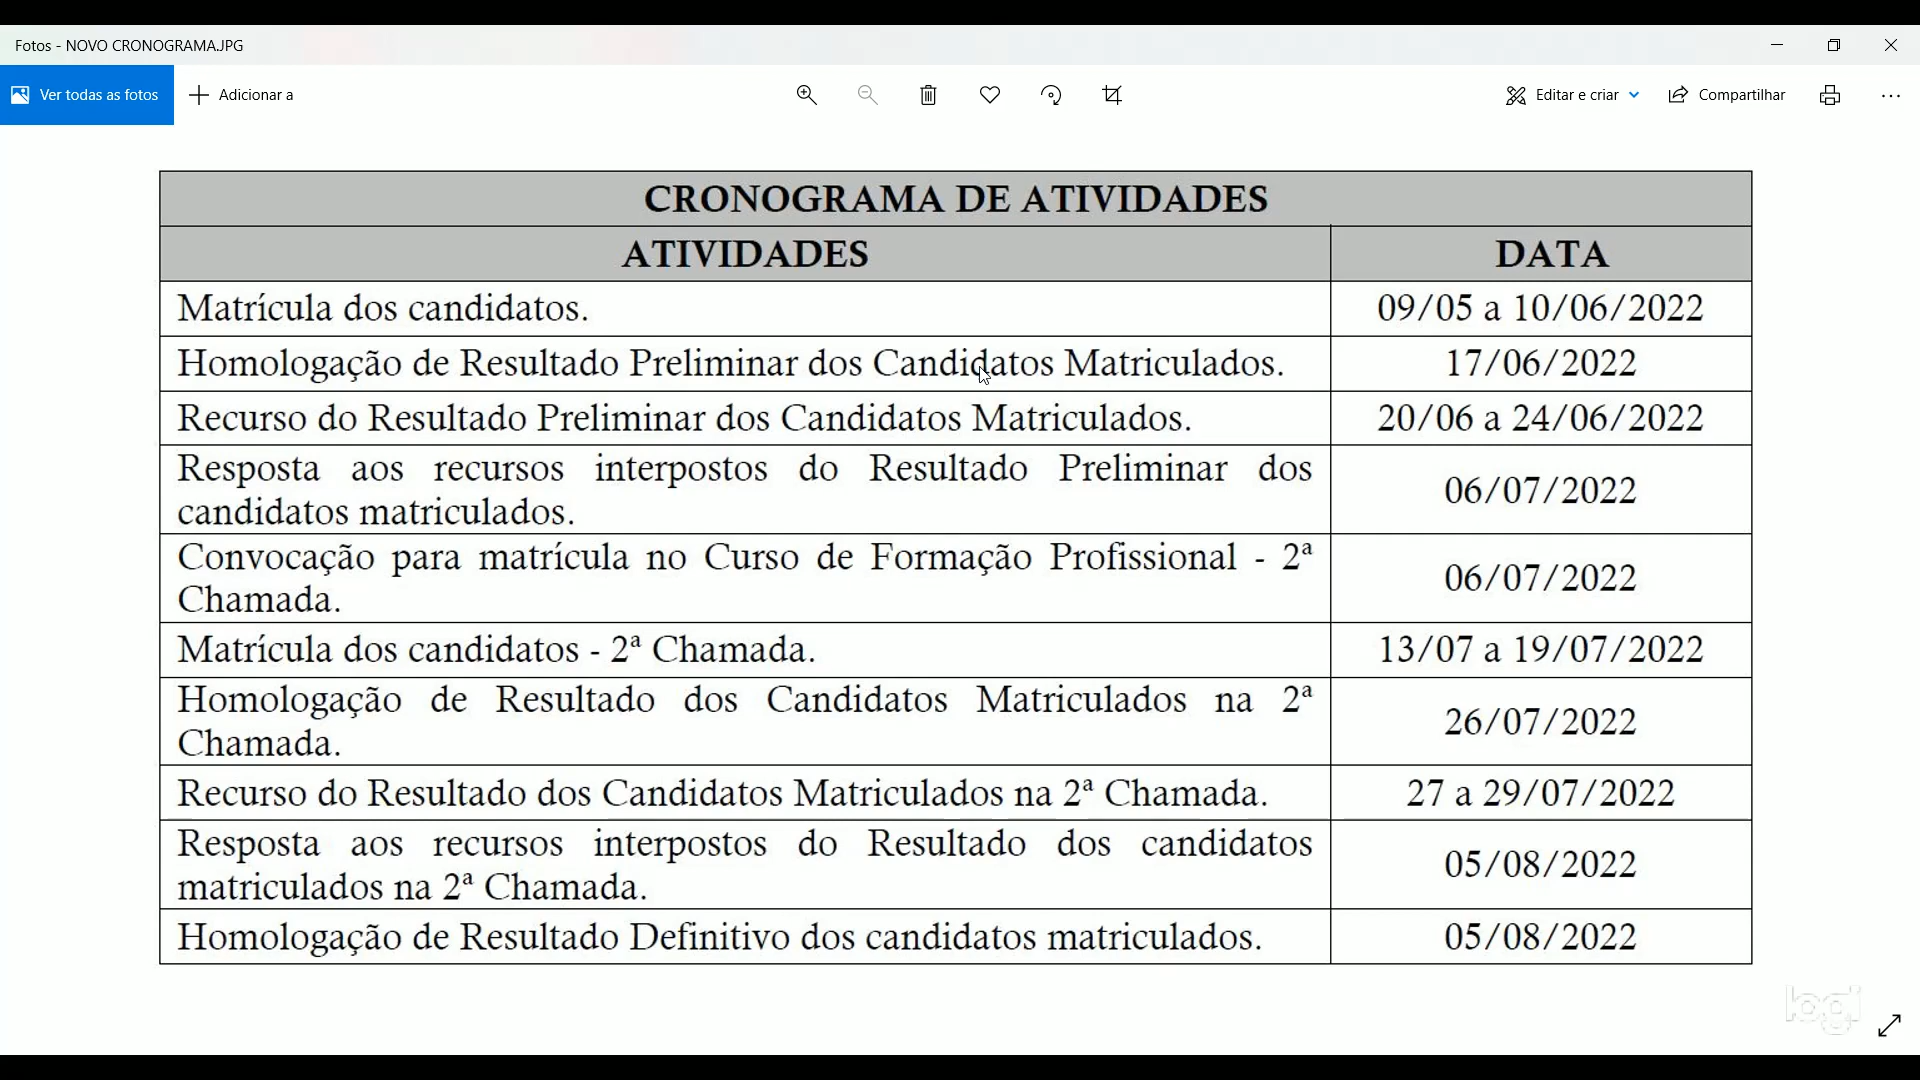 Fotos - NOVO CRONOGRAMA.JPG
Ver todas as fotos
Adicionar a
Editar e criar
Compartilhar
CRONOGRAMA DE ATIVIDADES
ATIVIDADES DATA
Matrícula dos candidatos. 09/05 a 10/06/2022
Homologação de Resultado Preliminar dos Candidatos Matriculados. 17/06/2022
Recurso do Resultado Preliminar dos Candidatos Matriculados. 20/06 a 24/06/2022
Resposta aos recursos interpostos do Resultado Preliminar dos
candidatos matriculados.
06/07/2022
Convocação para matrícula no Curso de Formação Profissional - 2ª
Chamada.
06/07/2022
Matrícula dos candidatos - 2ª Chamada. 13/07 a 19/07/2022
Homologação de Resultado dos Candidatos Matriculados na 2ª
Chamada.
26/07/2022
Recurso do Resultado dos Candidatos Matriculados na 2ª Chamada. 27 a 29/07/2022
Resposta aos recursos interpostos do Resultado dos candidatos
matriculados na 2ª Chamada.
05/08/2022
Homologação de Resultado Definitivo dos candidatos matriculados. 05/08/2022
logi